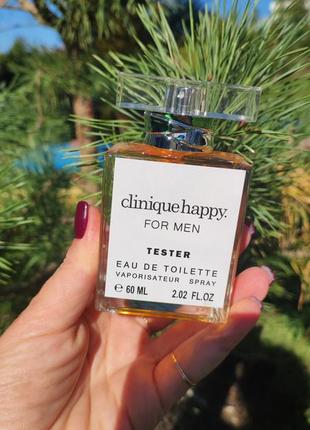 clinique happy.
FOR MEN
TESTER
EAU DE TOILETTE
VAPORISATEUR SPRAY
℮ 60 ML 2.02 FL.OZ